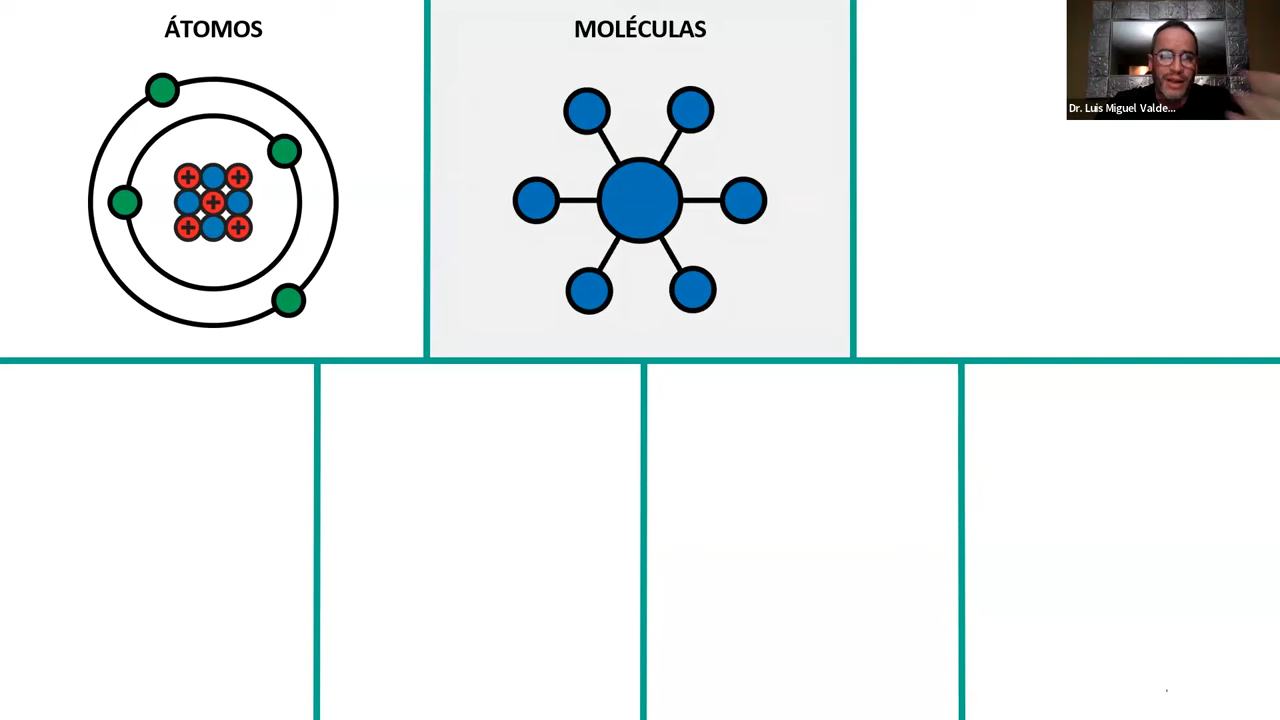 ÁTOMOS
MOLÉCULAS
Dr. Luis Miguel Valde...
+ +
+
+ +